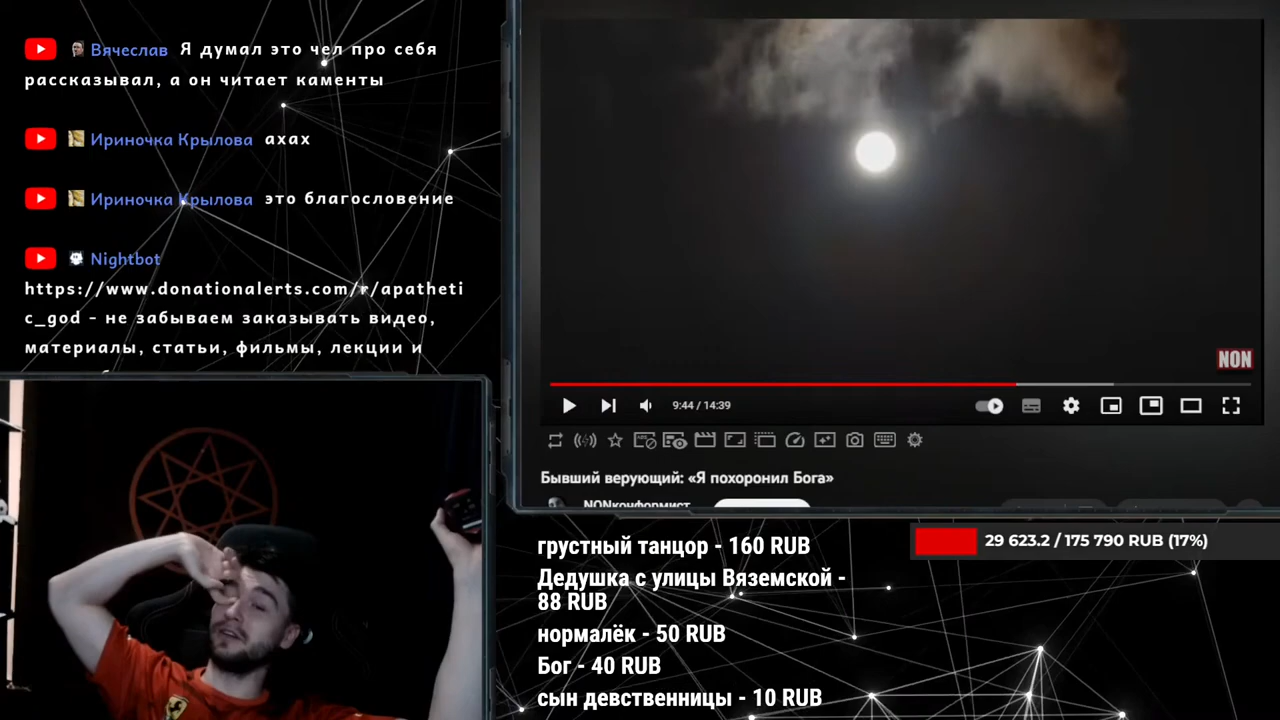 Вячеслав Я думал это чел про себя
рассказывал, а он читает каменты
Ириночка Крылова ахах
Ириночка Крылова это благословение
Nightbot
https://www.donationalerts.com/r/apatheti
c_god - не забываем заказывать видео,
материалы, статьи, фильмы, лекции и
NON
9:44 / 14:39
Бывший верующий: «Я похоронил Бога»
NONконформист
29 623.2 / 175 790 RUB (17%)
грустный танцор - 160 RUB
Дедушка с улицы Вяземской -
88 RUB
нормалёк - 50 RUB
Бог - 40 RUB
сын девственницы - 10 RUB